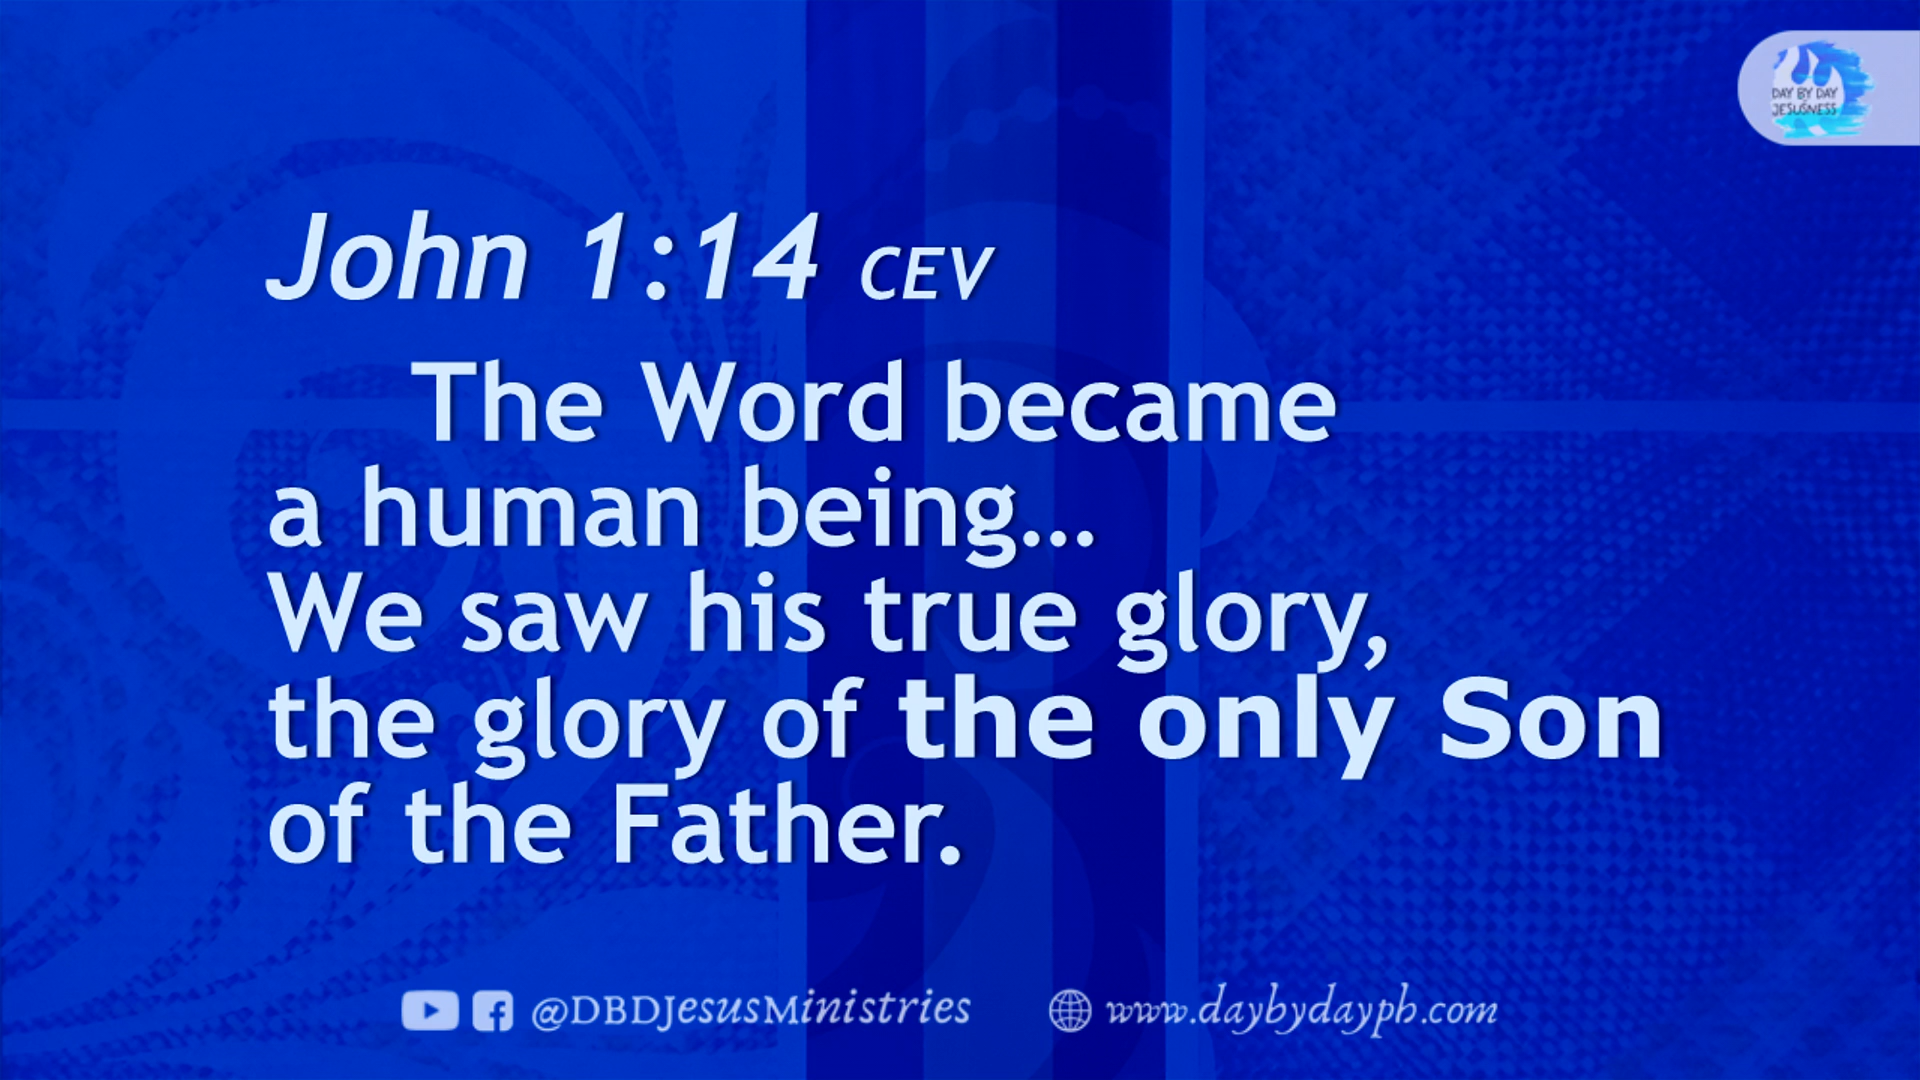 DAY BY DAY
JESUSNESS
John 1:14 CEV
The Word became
a human being...
We saw his true glory,
the glory of the only Son
of the Father.
@DBDJesusMinistries www.daybydayph.com